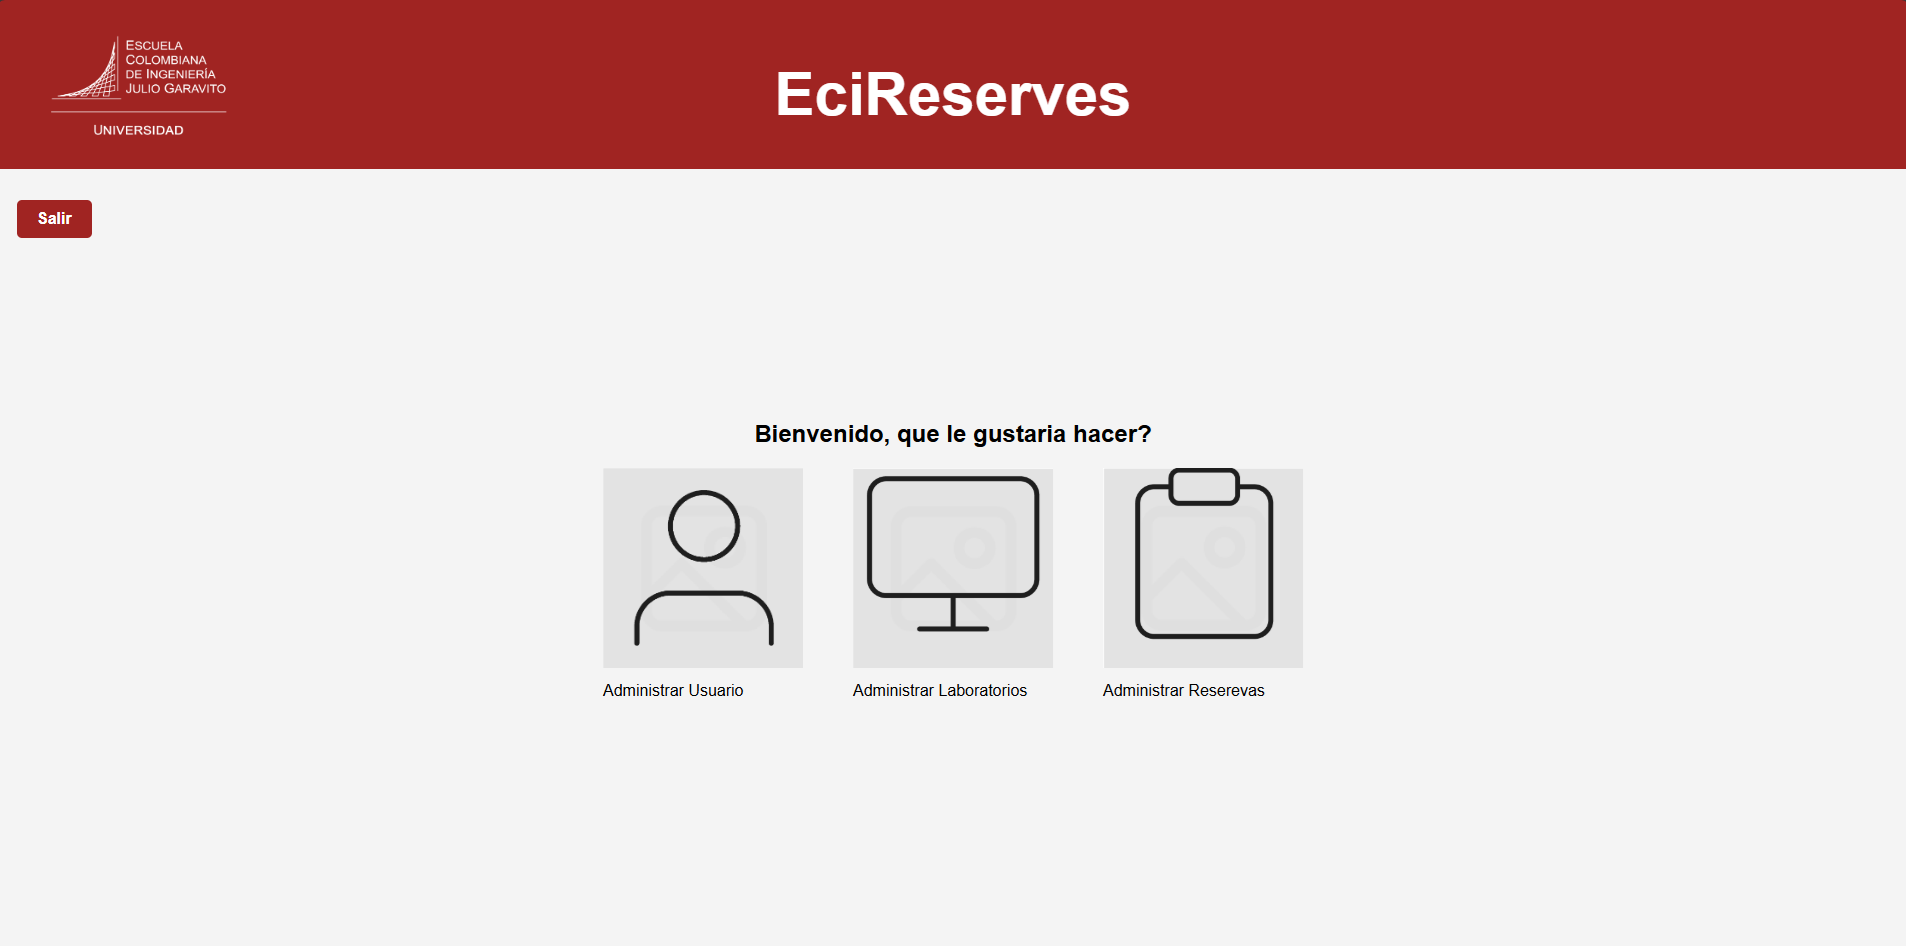 ESCUELA
COLOMBIANA
DE INGENIERÍA
JULIO GARAVITO
UNIVERSIDAD
EciReserves
Salir
Bienvenido, que le gustaria hacer?
Administrar Usuario
Administrar Laboratorios
Administrar Reserevas